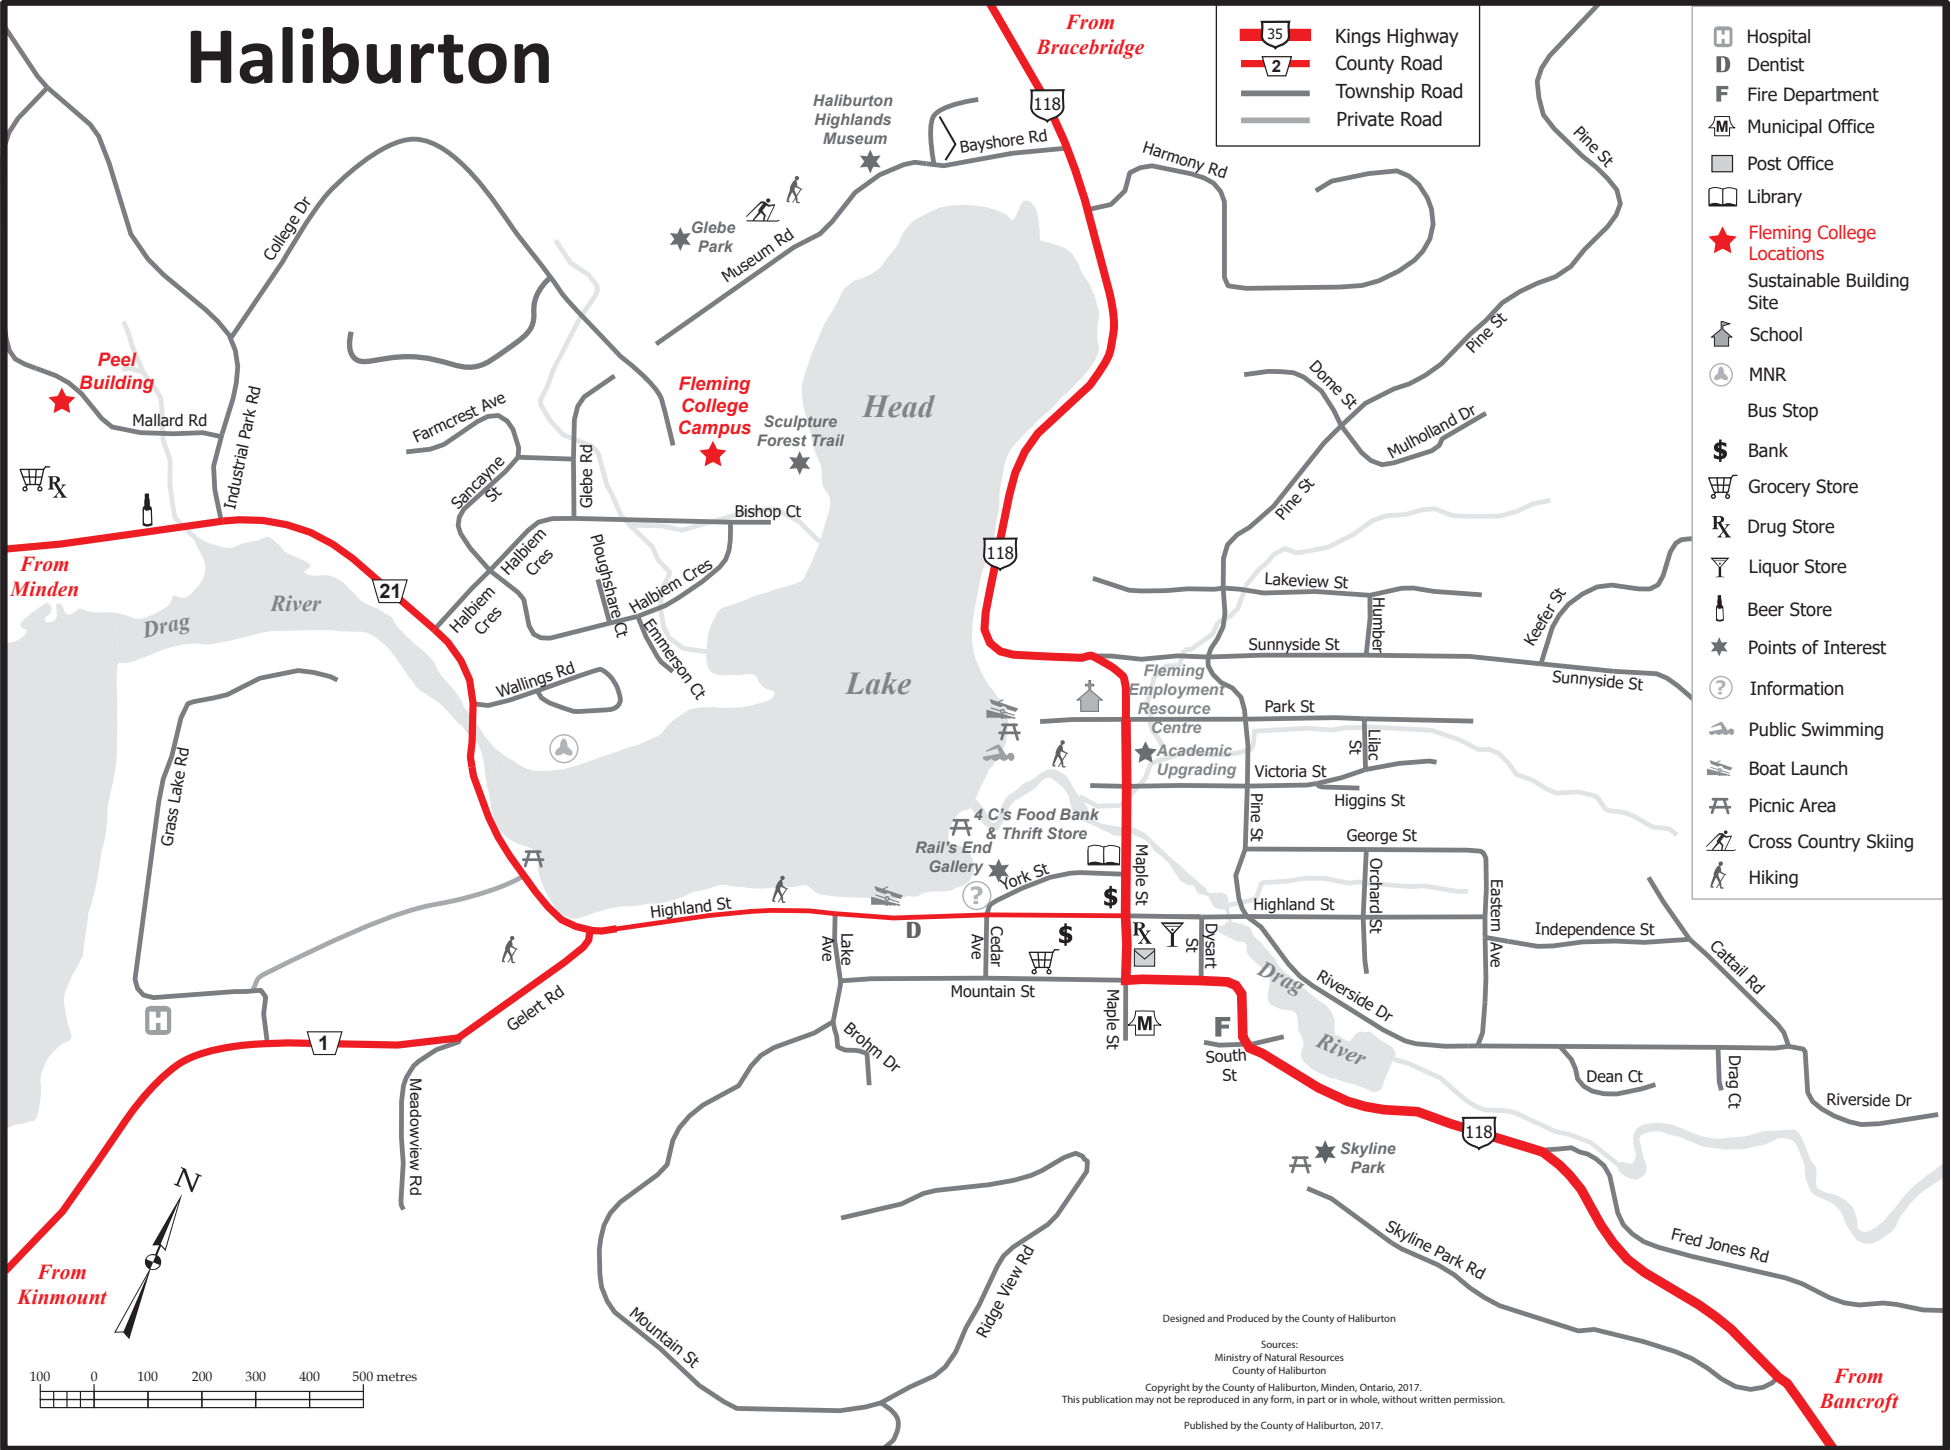 Haliburton
From
Bracebridge
118
35
Kings Highway
2
County Road
Township Road
Private Road
H
Hospital
D
Dentist
F
Fire Department
M
Municipal Office
Post Office
Library
Fleming College
Locations
Sustainable Building
Site
School
MNR
Bus Stop
$
Bank
Grocery Store
Rx
Drug Store
Liquor Store
Beer Store
Points of Interest
?
Information
Public Swimming
Boat Launch
Picnic Area
Cross Country Skiing
Hiking
Haliburton
Highlands
Museum
Bayshore Rd
Harmony Rd
Pine St
College Dr
Glebe
Park
Museum Rd
Pine St
Peel
Building
Mallard Rd
Industrial Park Rd
Farmcrest Ave
Fleming
College
Campus
Sculpture
Forest Trail
Head
Dome St
Mulholland Dr
Rx
Sancayne
St
Glebe Rd
Bishop Ct
Pine St
From
Minden
21
Drag
River
Halbiem
Cres
Ploughshare Ct
Halbiem Cres
Halbiem
Cres
Emmerson Ct
118
Lakeview St
Humber
Keefer St
Sunnyside St
Sunnyside St
Wallings Rd
Lake
Fleming
Employment
Resource
Centre
Academic
Upgrading
Park St
Lilac
St
Victoria St
Higgins St
Grass Lake Rd
4 C's Food Bank
& Thrift Store
Rail's End
Gallery
York St
?
Maple St
Pine St
George St
Orchard St
Eastern
Ave
$
Highland St
Highland St
D
Lake
Ave
Cedar
Ave
$
Rx
Dysart
St
Independence St
Cattail Rd
Mountain St
Drag
River
Riverside Dr
H
Gelert Rd
1
Brohm Dr
Maple St
M
F
South
St
Dean Ct
Drag Ct
Riverside Dr
Meadowview Rd
118
Skyline
Park
Skyline Park Rd
Fred Jones Rd
N
From
Kinmount
Ridge View Rd
Mountain St
100 0 100 200 300 400 500 metres
Designed and Produced by the County of Haliburton
Sources:
Ministry of Natural Resources
County of Haliburton
Copyright by the County of Haliburton, Minden, Ontario, 2017.
This publication may not be reproduced in any form, in part or in whole, without written permission.
Published by the County of Haliburton, 2017.
From
Bancroft